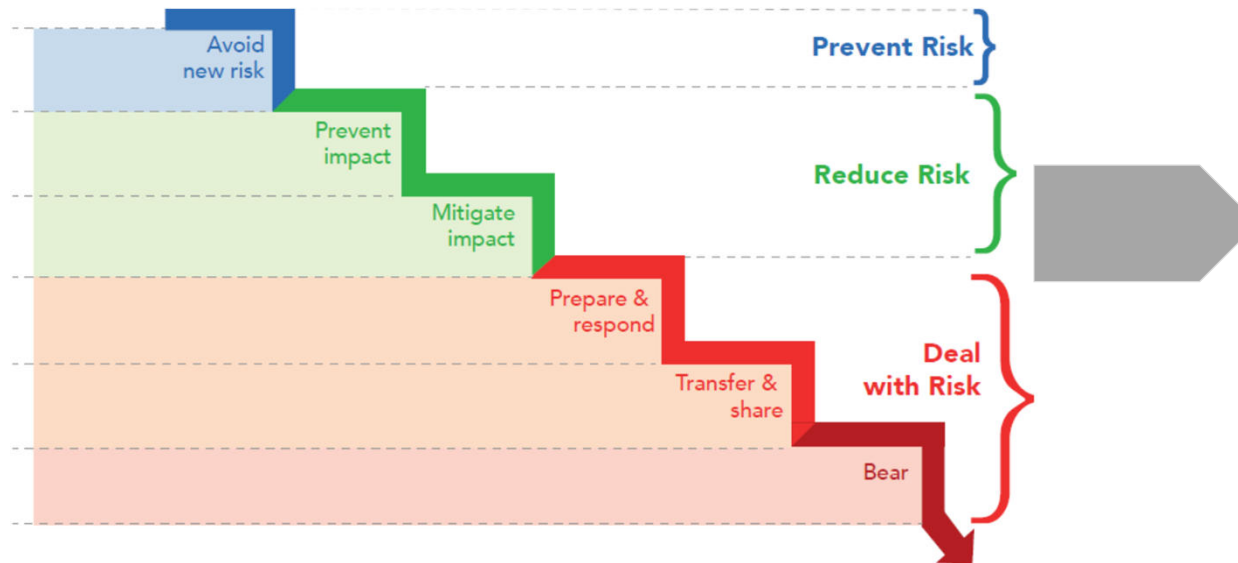 Avoid
new risk
Prevent Risk
Prevent
impact
Reduce Risk
Mitigate
impact
Prepare &
respond
Deal
with Risk
Transfer &
share
Bear